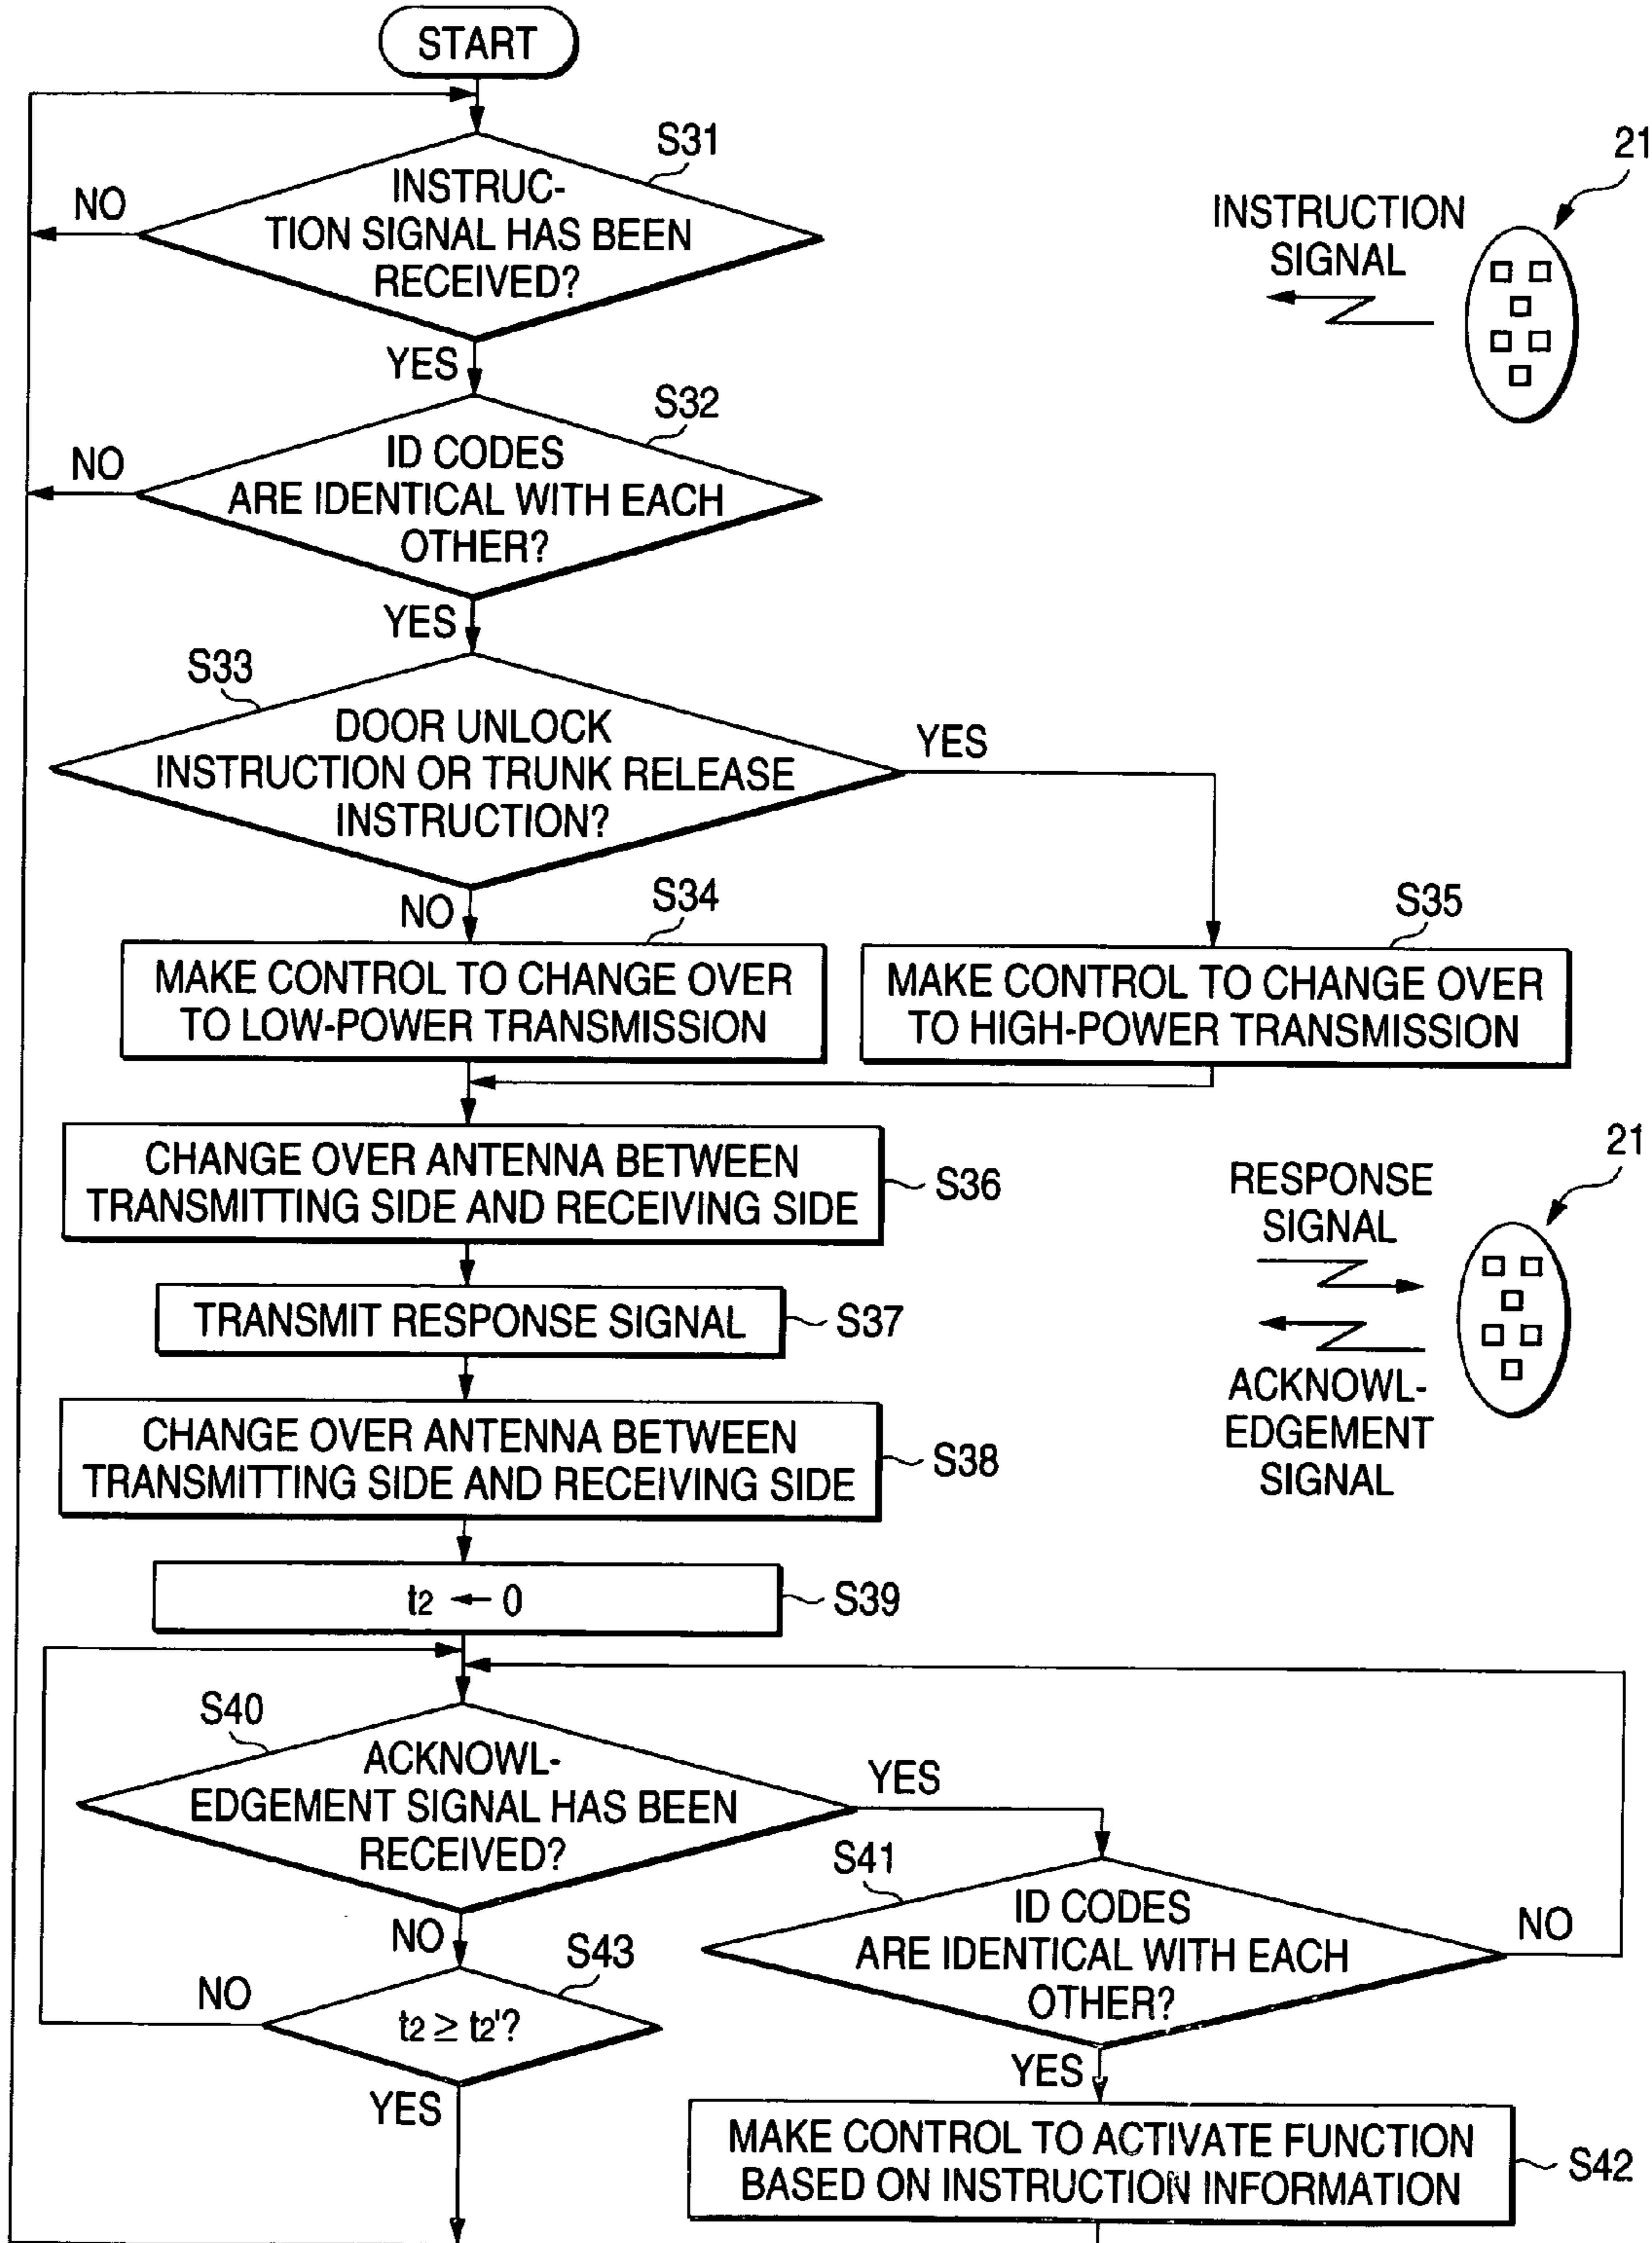 START
S31
INSTRUC-
TION SIGNAL HAS BEEN
RECEIVED?
NO
YES
21
INSTRUCTION
SIGNAL
S32
ID CODES
ARE IDENTICAL WITH EACH
OTHER?
NO
YES
S33
DOOR UNLOCK
INSTRUCTION OR TRUNK RELEASE
INSTRUCTION?
YES
NO
S34
MAKE CONTROL TO CHANGE OVER
TO LOW-POWER TRANSMISSION
S35
MAKE CONTROL TO CHANGE OVER
TO HIGH-POWER TRANSMISSION
CHANGE OVER ANTENNA BETWEEN
TRANSMITTING SIDE AND RECEIVING SIDE
S36
21
RESPONSE
SIGNAL
ACKNOWL-
EDGEMENT
SIGNAL
TRANSMIT RESPONSE SIGNAL
S37
CHANGE OVER ANTENNA BETWEEN
TRANSMITTING SIDE AND RECEIVING SIDE
S38
t2 ← 0
S39
S40
ACKNOWL-
EDGEMENT SIGNAL HAS BEEN
RECEIVED?
YES
NO
S41
ID CODES
ARE IDENTICAL WITH EACH
OTHER?
NO
YES
S43
t2 ≥ t2'?
NO
YES
MAKE CONTROL TO ACTIVATE FUNCTION
BASED ON INSTRUCTION INFORMATION
S42